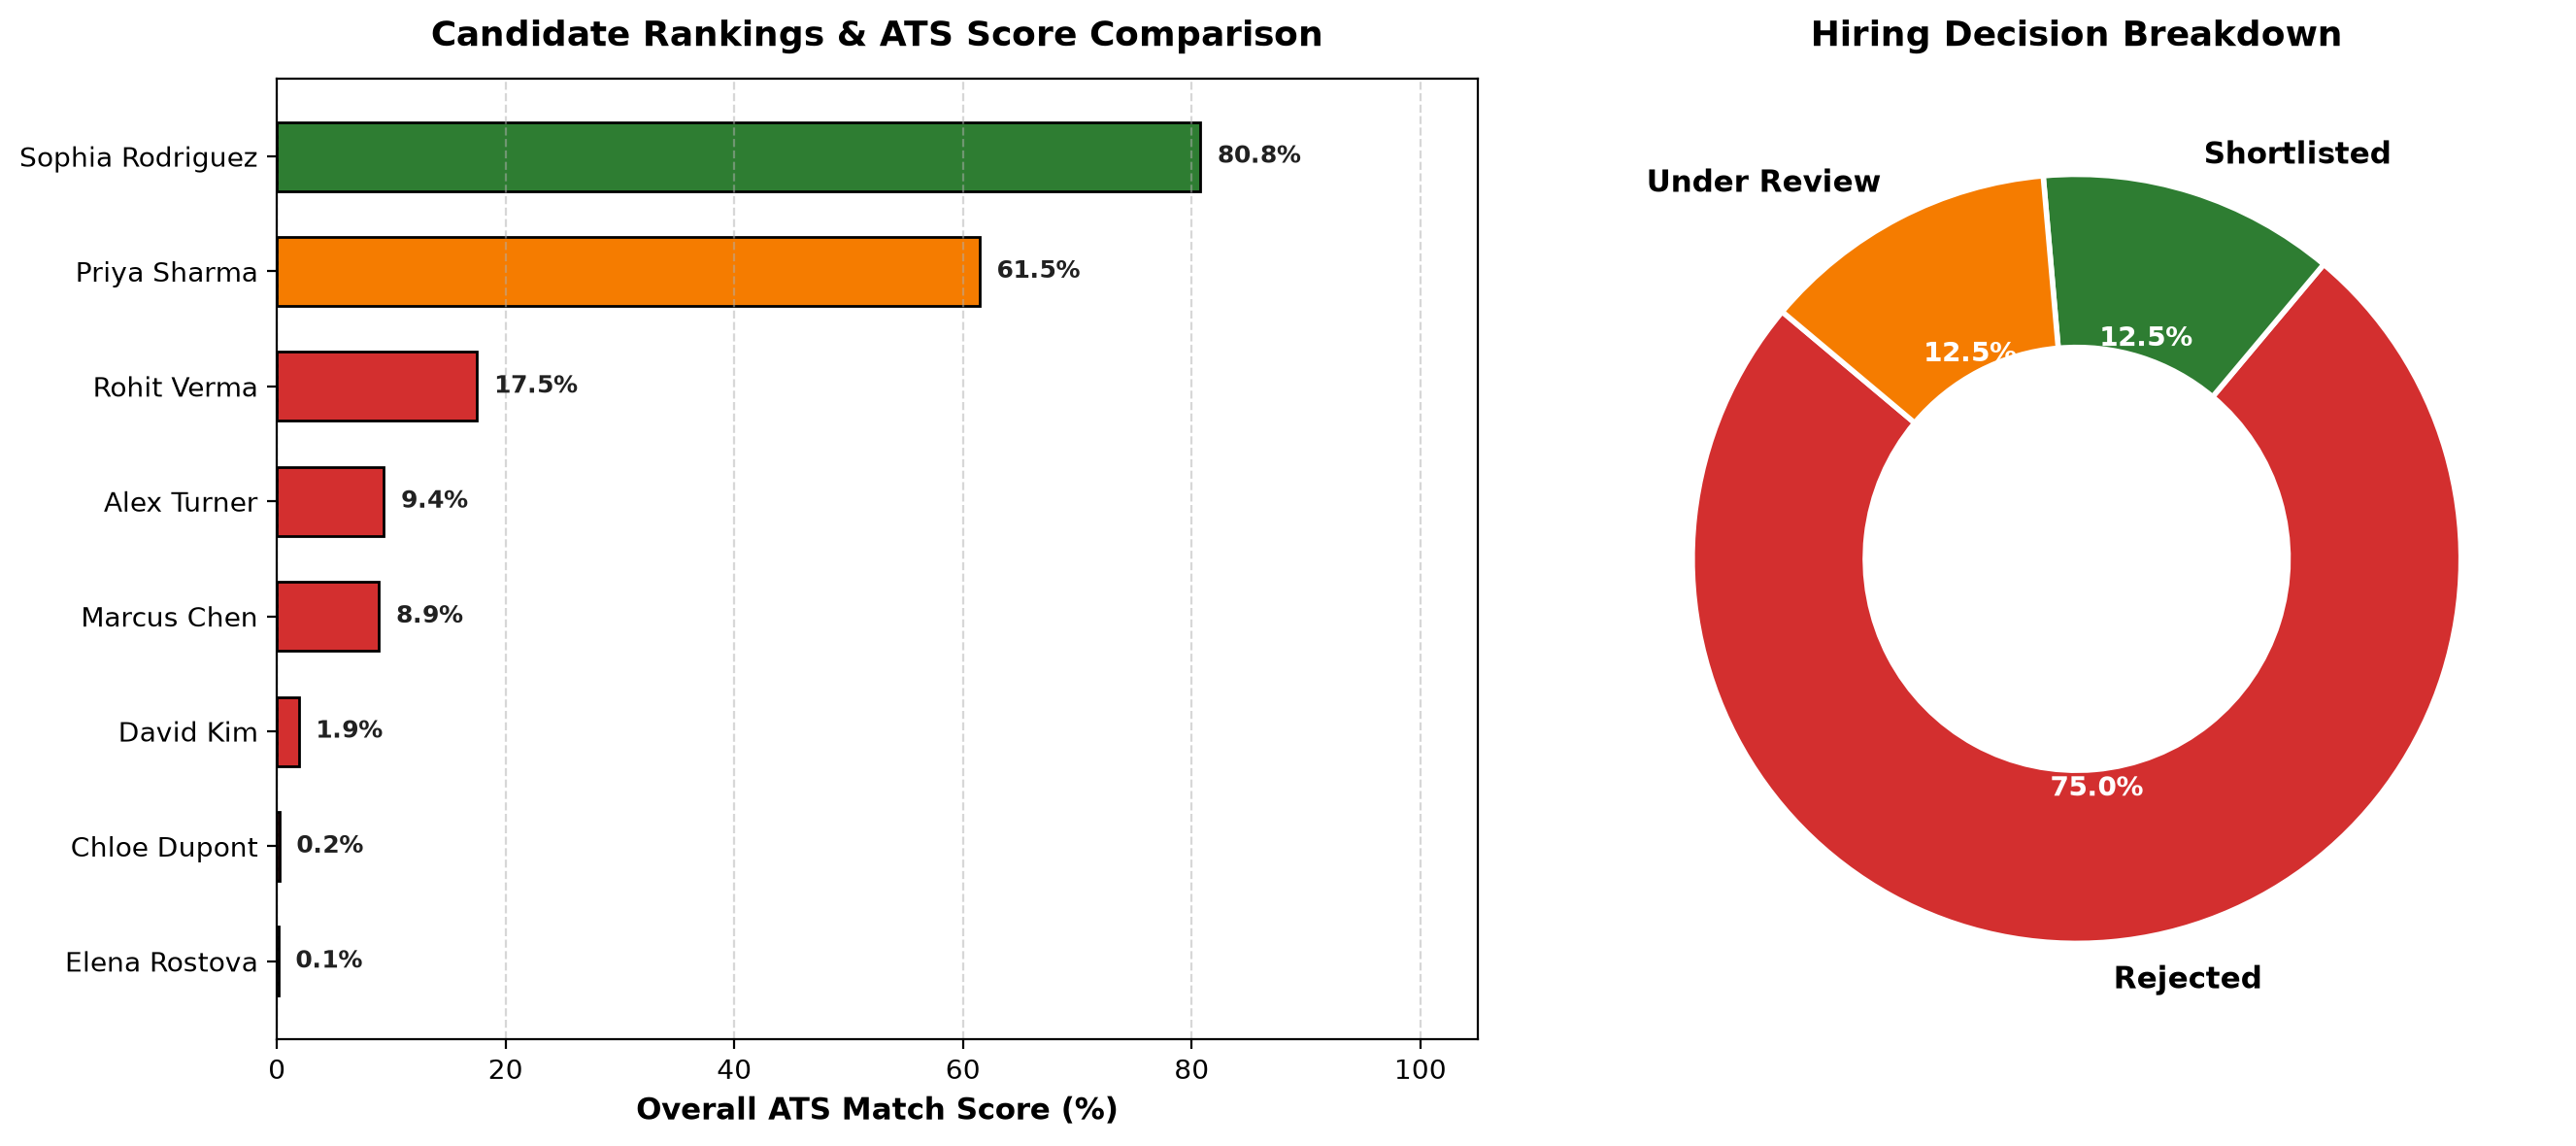 Candidate Rankings & ATS Score Comparison
Sophia Rodriguez 80.8%
Priya Sharma 61.5%
Rohit Verma 17.5%
Alex Turner 9.4%
Marcus Chen 8.9%
David Kim 1.9%
Chloe Dupont 0.2%
Elena Rostova 0.1%
0 20 40 60 80 100
Overall ATS Match Score (%)
Hiring Decision Breakdown
Shortlisted
Under Review
12.5%
12.5%
75.0%
Rejected